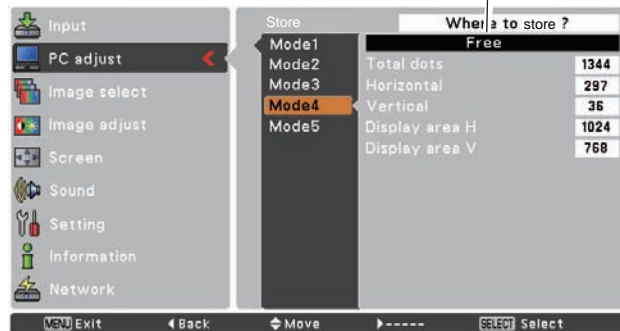 Input
PC adjust
Image select
Image adjust
Screen
Sound
Setting
Information
Network
Store
Mode1
Mode2
Mode3
Mode4
Mode5
Where to store ?
Free
Total dots 1344
Horizontal 297
Vertical 36
Display area H 1024
Display area V 768
MENU Exit Back Move ----- SELECT Select